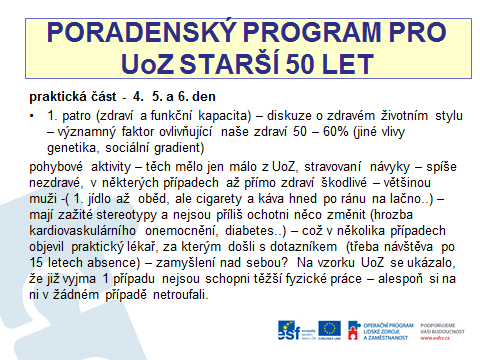 PORADENSKÝ PROGRAM PRO
UoZ STARŠÍ 50 LET
praktická část - 4. 5. a 6. den
• 1. patro (zdraví a funkční kapacita) – diskuze o zdravém životním stylu
– významný faktor ovlivňující naše zdraví 50 – 60% (jiné vlivy
genetika, sociální gradient)
pohybové aktivity – těch mělo jen málo z UoZ, stravovaní návyky – spíše
nezdravé, v některých případech až přímo zdraví škodlivé – většinou
muži -( 1. jídlo až oběd, ale cigarety a káva hned po ránu na lačno..) –
mají zažité stereotypy a nejsou příliš ochotni něco změnit (hrozba
kardiovaskulárního onemocnění, diabetes..) – což v několika případech
objevil praktický lékař, za kterým došli s dotazníkem (třeba návštěva po
15 letech absence) – zamyšlení nad sebou? Na vzorku UoZ se ukázalo,
že již vyjma 1 případu nejsou schopni těžší fyzické práce – alespoň si na
ni v žádném případě netroufali.
esf
OPERAČNÍ PROGRAM
LIDSKÉ ZDROJE
A ZAMĚSTNANOST
PODPORUJEME
VAŠI BUDOUCNOST
www.esfcr.cz